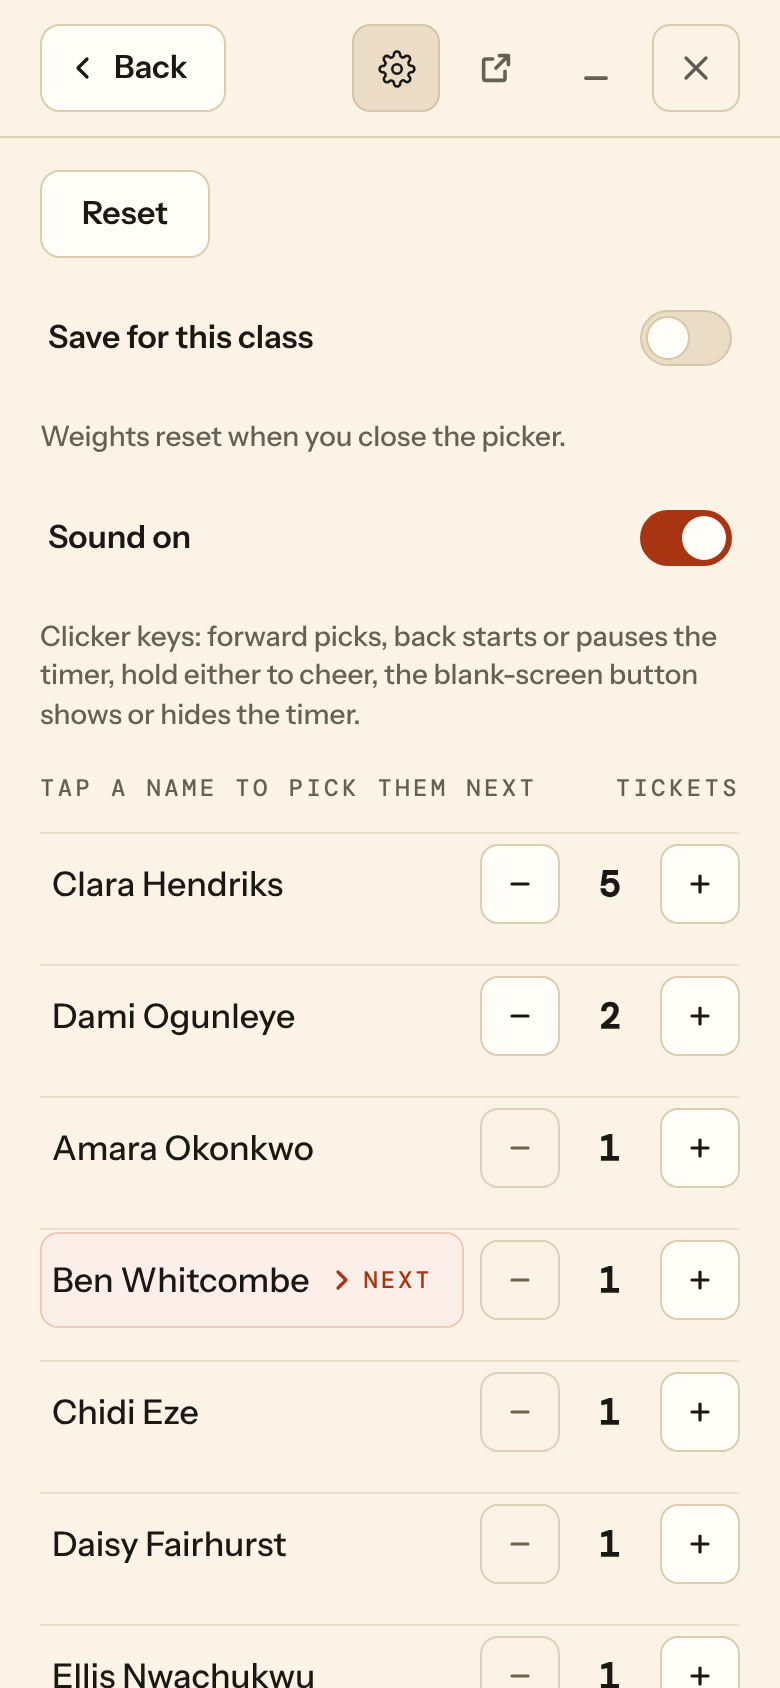 Back
Reset
Save for this class
Weights reset when you close the picker.
Sound on
Clicker keys: forward picks, back starts or pauses the
timer, hold either to cheer, the blank-screen button
shows or hides the timer.
TAP A NAME TO PICK THEM NEXT TICKETS
Clara Hendriks − 5 +
Dami Ogunleye − 2 +
Amara Okonkwo − 1 +
Ben Whitcombe > NEXT − 1 +
Chidi Eze − 1 +
Daisy Fairhurst − 1 +
Ellis Nwachukwu − 1 +